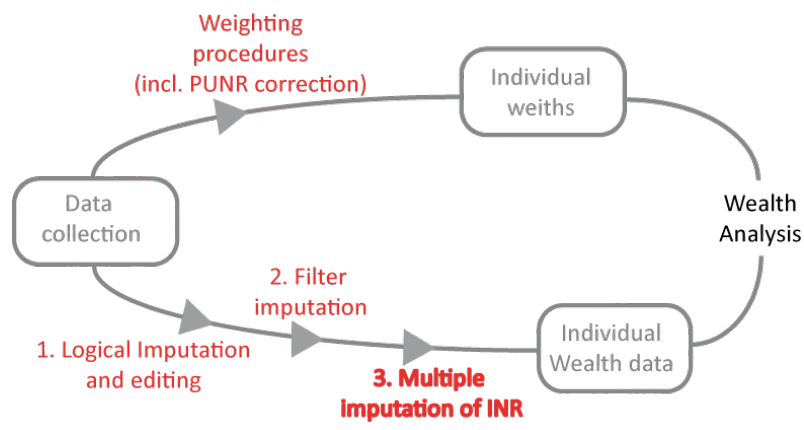 Weighting
procedures
(incl. PUNR correction)
Individual
weiths
Data
collection
Wealth
Analysis
2. Filter
imputation
1. Logical Imputation
and editing
3. Multiple
imputation of INR
Individual
Wealth data